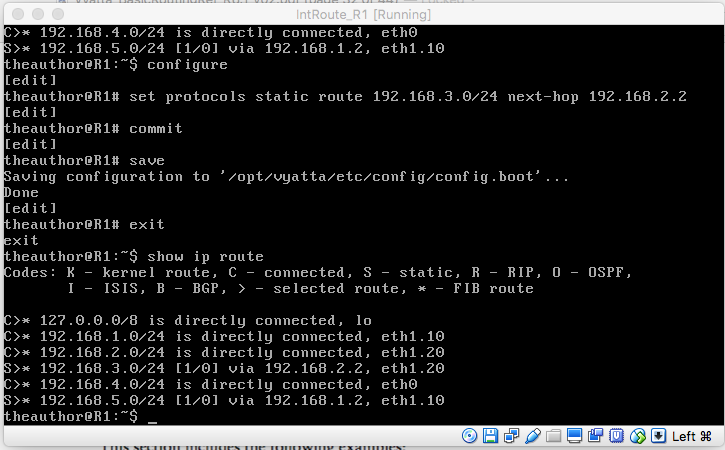 IntRoute_R1 [Running]
C>* 192.168.4.0/24 is directly connected, eth0
S>* 192.168.5.0/24 [1/0] via 192.168.1.2, eth1.10
theauthor@R1:~$ configure
[edit]
theauthor@R1# set protocols static route 192.168.3.0/24 next-hop 192.168.2.2
[edit]
theauthor@R1# commit
[edit]
theauthor@R1# save
Saving configuration to '/opt/vyatta/etc/config/config.boot'...
Done
[edit]
theauthor@R1# exit
exit
theauthor@R1:~$ show ip route
Codes: K - kernel route, C - connected, S - static, R - RIP, O - OSPF,
I - ISIS, B - BGP, > - selected route, * - FIB route
C>* 127.0.0.0/8 is directly connected, lo
C>* 192.168.1.0/24 is directly connected, eth1.10
C>* 192.168.2.0/24 is directly connected, eth1.20
S>* 192.168.3.0/24 [1/0] via 192.168.2.2, eth1.20
C>* 192.168.4.0/24 is directly connected, eth0
S>* 192.168.5.0/24 [1/0] via 192.168.1.2, eth1.10
theauthor@R1:~$ _
Left ⌘
This section includes the following examples: